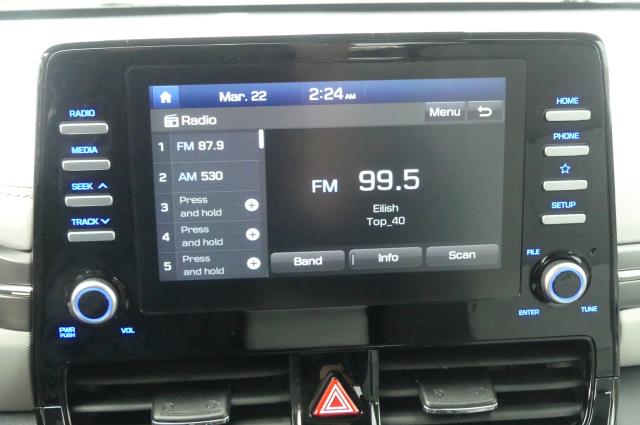 Mar. 22 2:24 AM
Radio Menu
1 FM 87.9
2 AM 530
3 Press and hold
4 Press and hold
5 Press and hold
FM 99.5
Eilish
Top_40
Band Info Scan
RADIO
MEDIA
SEEK
TRACK
PWR PUSH VOL
HOME
PHONE
SETUP
FILE
ENTER TUNE